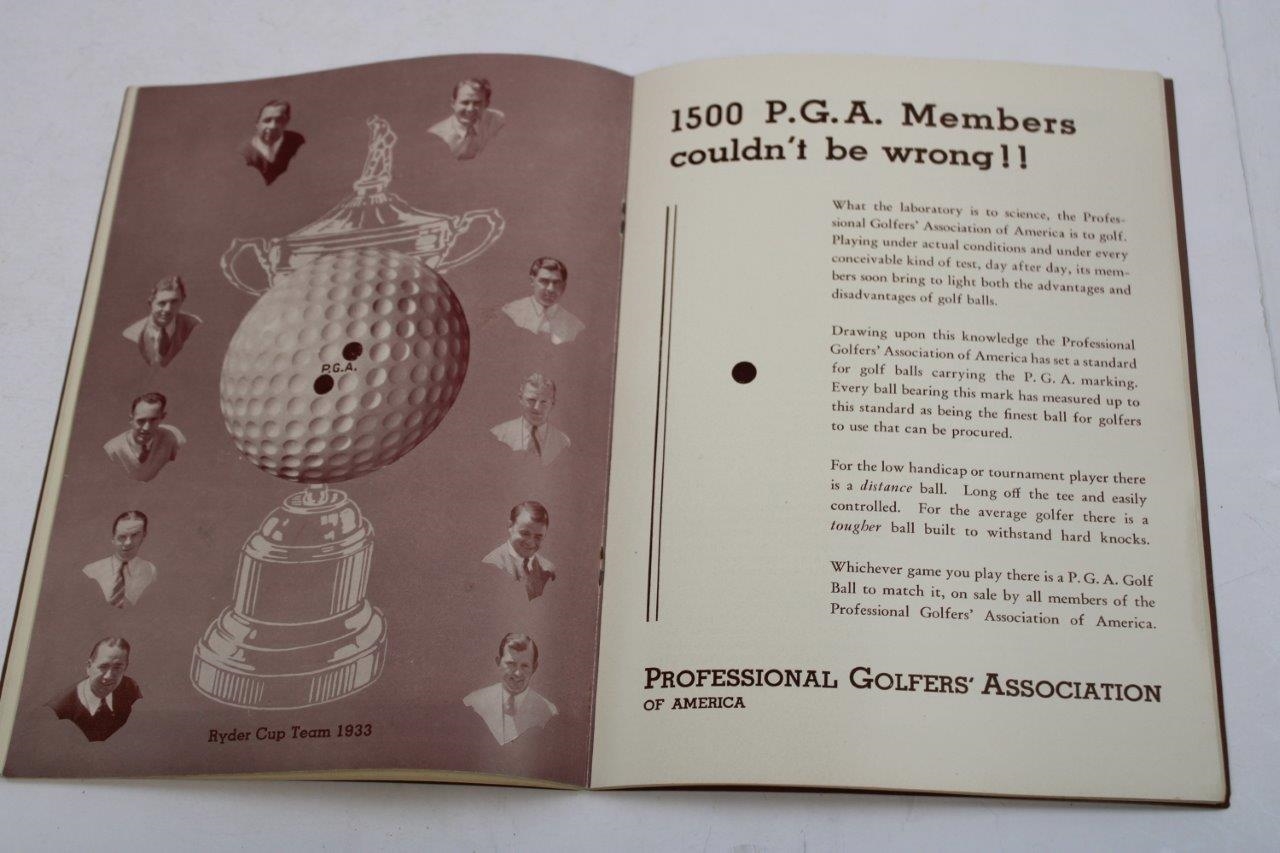 P.G.A.
Ryder Cup Team 1933
1500 P.G.A. Members
couldn't be wrong!!
What the laboratory is to science, the Profes-
sional Golfers' Association of America is to golf.
Playing under actual conditions and under every
conceivable kind of test, day after day, its mem-
bers soon bring to light both the advantages and
disadvantages of golf balls.
Drawing upon this knowledge the Professional
Golfers' Association of America has set a standard
for golf balls carrying the P. G. A. marking.
Every ball bearing this mark has measured up to
this standard as being the finest ball for golfers
to use that can be procured.
For the low handicap or tournament player there
is a distance ball. Long off the tee and easily
controlled. For the average golfer there is a
tougher ball built to withstand hard knocks.
Whichever game you play there is a P. G. A. Golf
Ball to match it, on sale by all members of the
Professional Golfers' Association of America.
PROFESSIONAL GOLFERS' ASSOCIATION
OF AMERICA